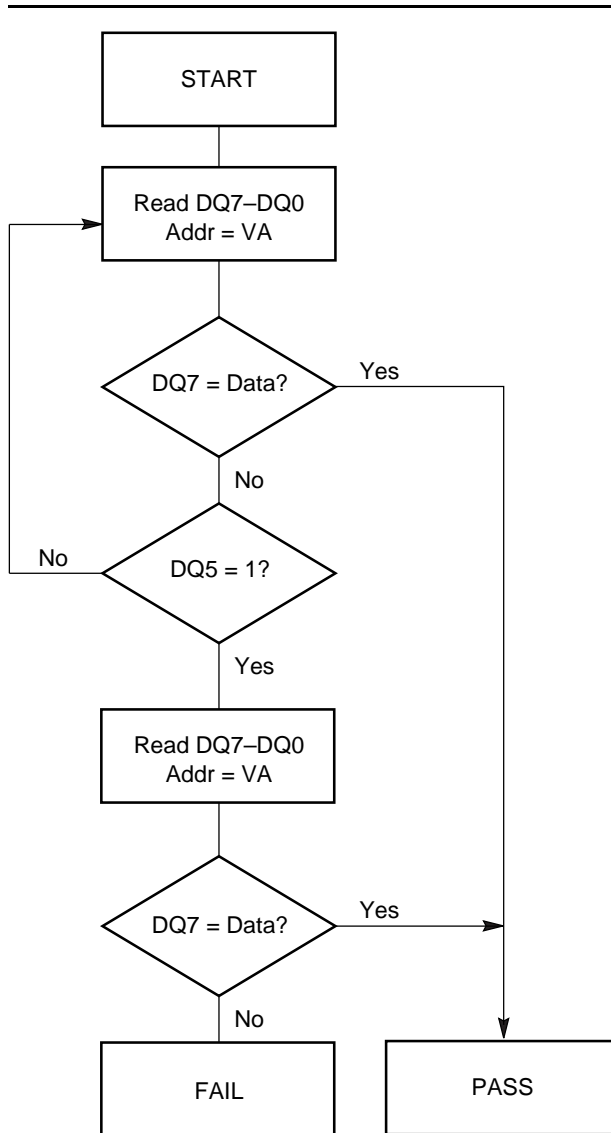 START
Read DQ7–DQ0
Addr = VA
DQ7 = Data?
Yes
No
No
DQ5 = 1?
Yes
Read DQ7–DQ0
Addr = VA
DQ7 = Data?
Yes
No
FAIL
PASS